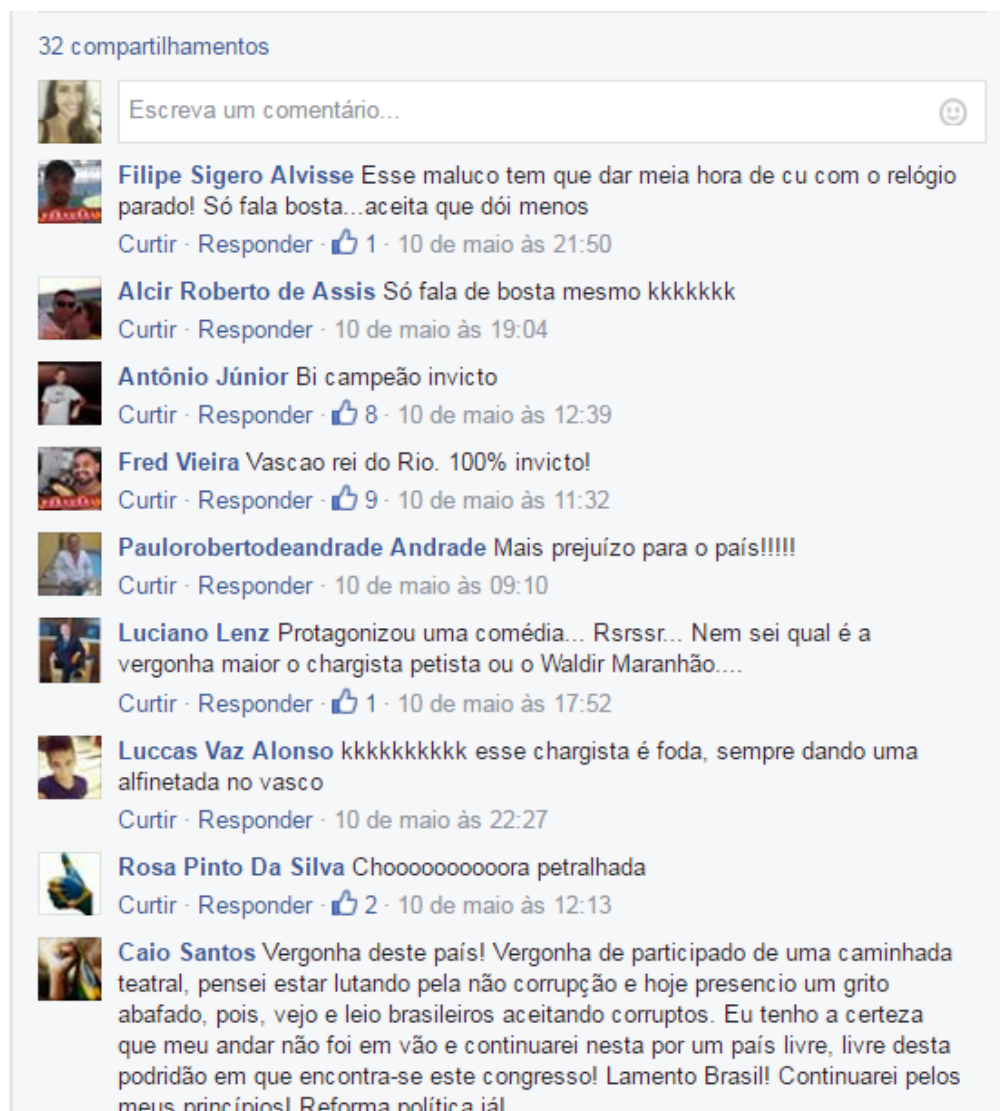 32 compartilhamentos
Escreva um comentário...
Filipe Sigero Alvisse Esse maluco tem que dar meia hora de cu com o relógio
parado! Só fala bosta...aceita que dói menos
Curtir · Responder · 1 · 10 de maio às 21:50
Alcir Roberto de Assis Só fala de bosta mesmo kkkkkkk
Curtir · Responder · 10 de maio às 19:04
Antônio Júnior Bi campeão invicto
Curtir · Responder · 8 · 10 de maio às 12:39
Fred Vieira Vascao rei do Rio. 100% invicto!
Curtir · Responder · 9 · 10 de maio às 11:32
Paulorobertodeandrade Andrade Mais prejuízo para o país!!!!!
Curtir · Responder · 10 de maio às 09:10
Luciano Lenz Protagonizou uma comédia... Rsrssr... Nem sei qual é a
vergonha maior o chargista petista ou o Waldir Maranhão....
Curtir · Responder · 1 · 10 de maio às 17:52
Luccas Vaz Alonso kkkkkkkkkk esse chargista é foda, sempre dando uma
alfinetada no vasco
Curtir · Responder · 10 de maio às 22:27
Rosa Pinto Da Silva Choooooooooora petralhada
Curtir · Responder · 2 · 10 de maio às 12:13
Caio Santos Vergonha deste país! Vergonha de participado de uma caminhada
teatral, pensei estar lutando pela não corrupção e hoje presencio um grito
abafado, pois, vejo e leio brasileiros aceitando corruptos. Eu tenho a certeza
que meu andar não foi em vão e continuarei nesta por um país livre, livre desta
podridão em que encontra-se este congresso! Lamento Brasil! Continuarei pelos
meus princípios! Reforma política já!